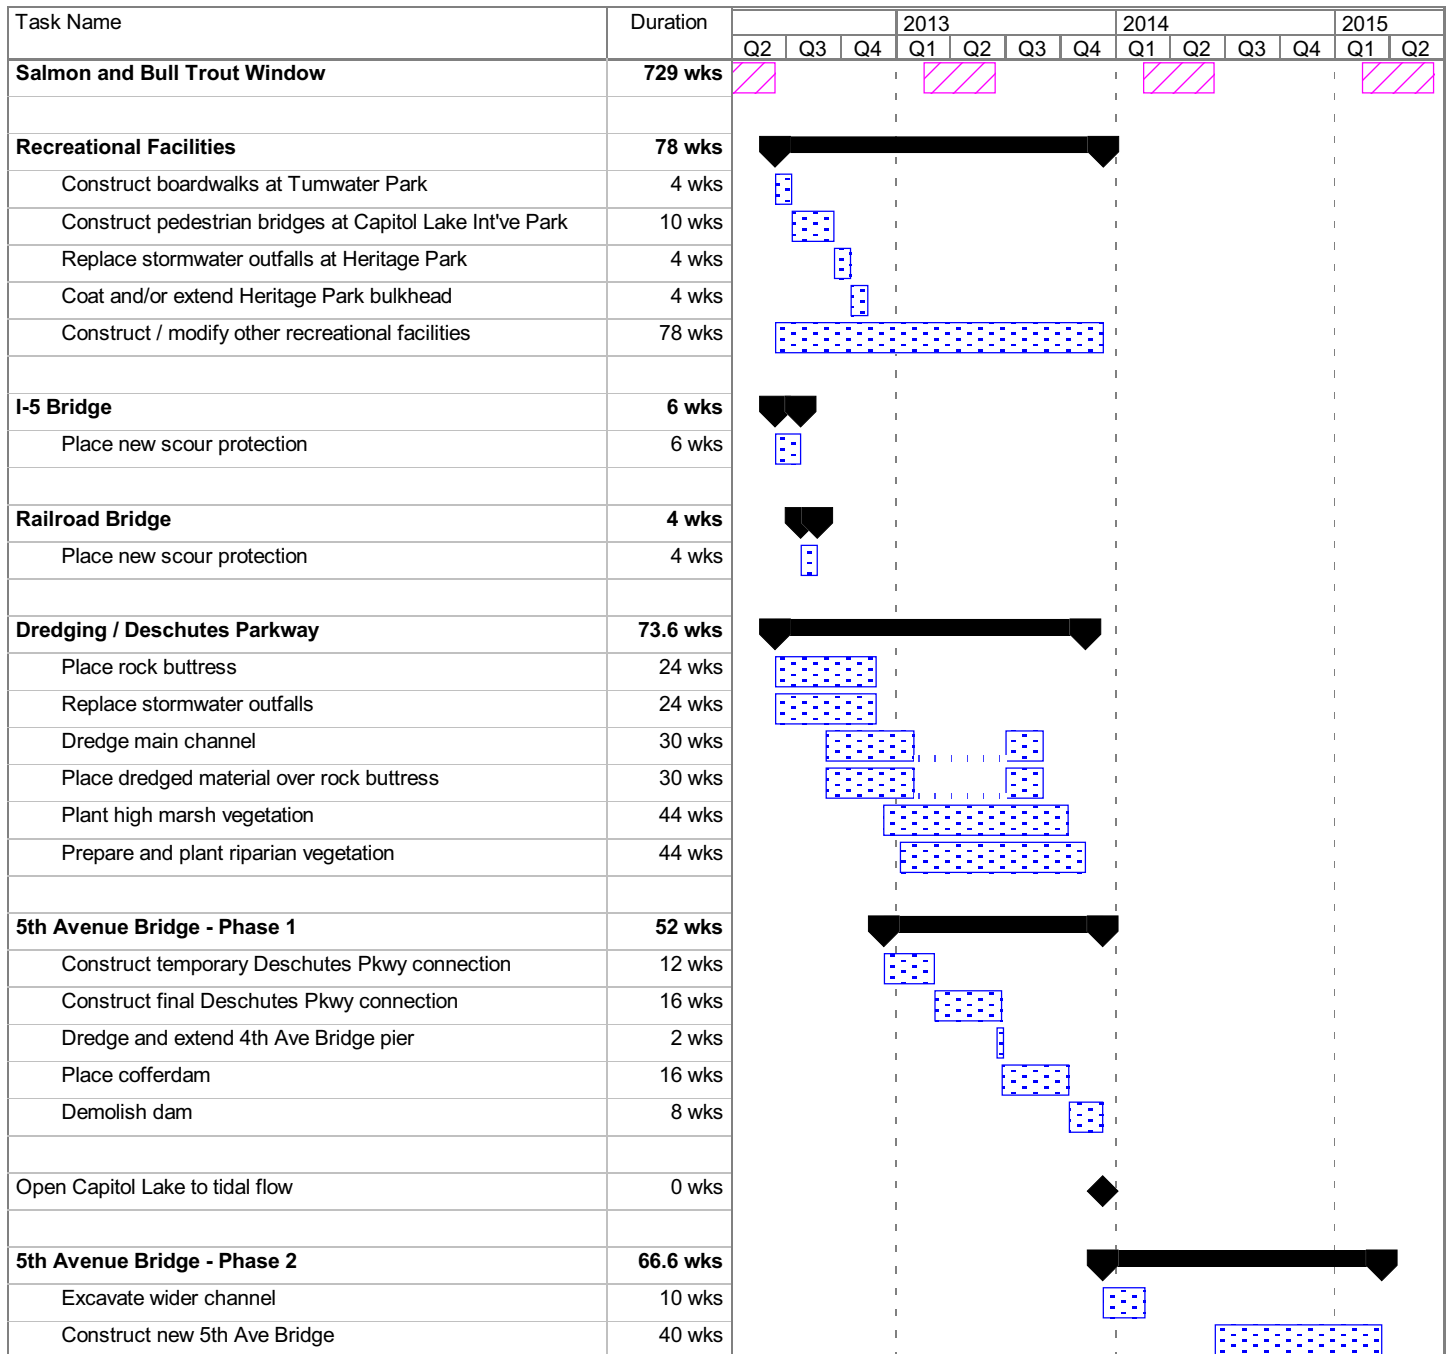 Task Name Duration 2013 2014 2015
Q2 Q3 Q4 Q1 Q2 Q3 Q4 Q1 Q2 Q3 Q4 Q1 Q2
Salmon and Bull Trout Window 729 wks
Recreational Facilities 78 wks
Construct boardwalks at Tumwater Park 4 wks
Construct pedestrian bridges at Capitol Lake Int've Park 10 wks
Replace stormwater outfalls at Heritage Park 4 wks
Coat and/or extend Heritage Park bulkhead 4 wks
Construct / modify other recreational facilities 78 wks
I-5 Bridge 6 wks
Place new scour protection 6 wks
Railroad Bridge 4 wks
Place new scour protection 4 wks
Dredging / Deschutes Parkway 73.6 wks
Place rock buttress 24 wks
Replace stormwater outfalls 24 wks
Dredge main channel 30 wks
Place dredged material over rock buttress 30 wks
Plant high marsh vegetation 44 wks
Prepare and plant riparian vegetation 44 wks
5th Avenue Bridge - Phase 1 52 wks
Construct temporary Deschutes Pkwy connection 12 wks
Construct final Deschutes Pkwy connection 16 wks
Dredge and extend 4th Ave Bridge pier 2 wks
Place cofferdam 16 wks
Demolish dam 8 wks
Open Capitol Lake to tidal flow 0 wks
5th Avenue Bridge - Phase 2 66.6 wks
Excavate wider channel 10 wks
Construct new 5th Ave Bridge 40 wks